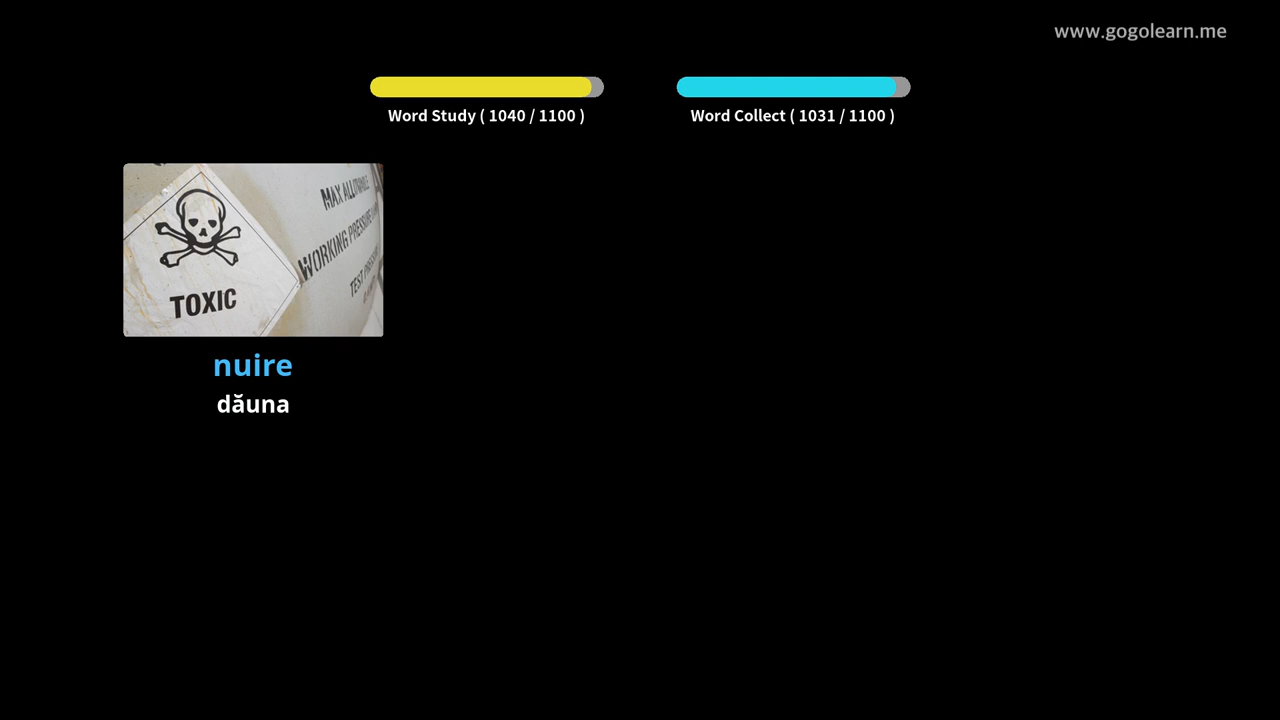 www.gogolearn.me
Word Study ( 1040 / 1100 )
Word Collect ( 1031 / 1100 )
MAX ALLOWABLE
WORKING PRESSURE
TEST
TOXIC
nuire
dăuna